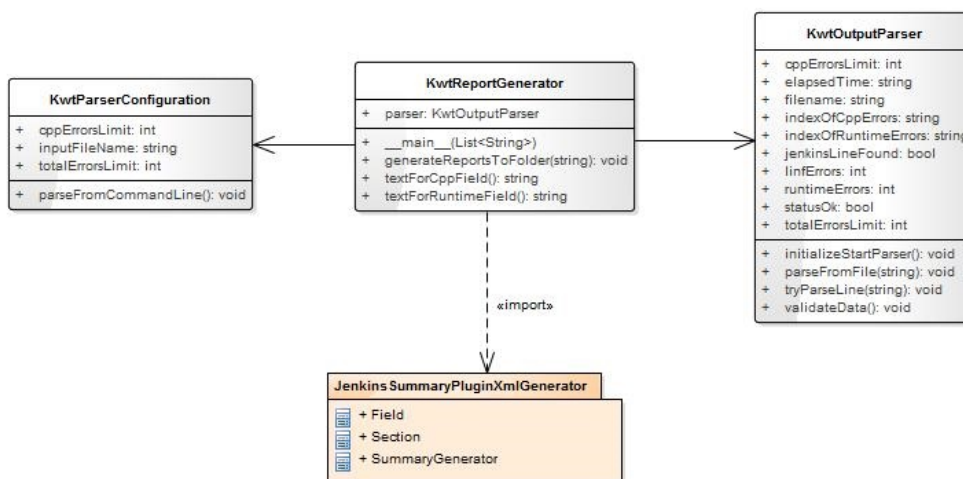 KwtParserConfiguration
+ cppErrorsLimit: int
+ inputFileName: string
+ totalErrorsLimit: int
+ parseFromCommandLine(): void
KwtReportGenerator
+ parser: KwtOutputParser
+ __main__(List<String>)
+ generateReportsToFolder(string): void
+ textForCppField(): string
+ textForRuntimeField(): string
KwtOutputParser
+ cppErrorsLimit: int
+ elapsedTime: string
+ filename: string
+ indexOfCppErrors: string
+ indexOfRuntimeErrors: string
+ jenkinsLineFound: bool
+ linfErrors: int
+ runtimeErrors: int
+ statusOk: bool
+ totalErrorsLimit: int
+ initializeStartParser(): void
+ parseFromFile(string): void
+ tryParseLine(string): void
+ validateData(): void
«import»
JenkinsSummaryPluginXmlGenerator
+ Field
+ Section
+ SummaryGenerator